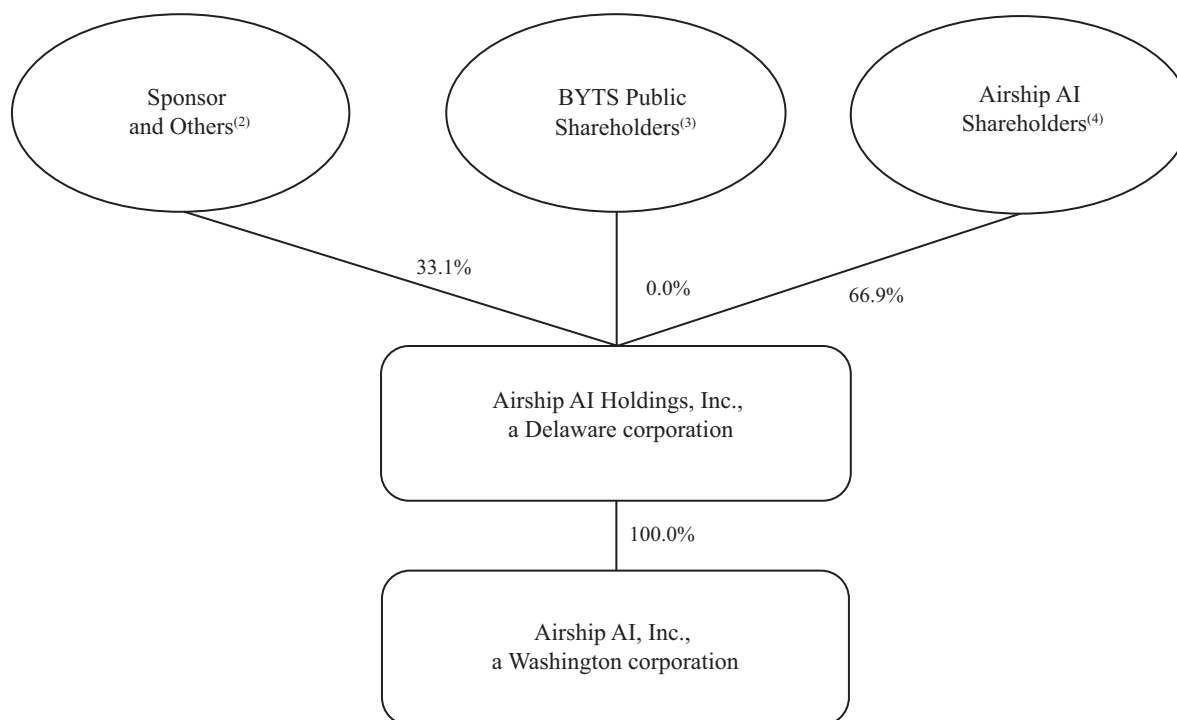 Sponsor
and Others(2)
BYTS Public
Shareholders(3)
Airship AI
Shareholders(4)
33.1%
0.0%
66.9%
Airship AI Holdings, Inc.,
a Delaware corporation
100.0%
Airship AI, Inc.,
a Washington corporation